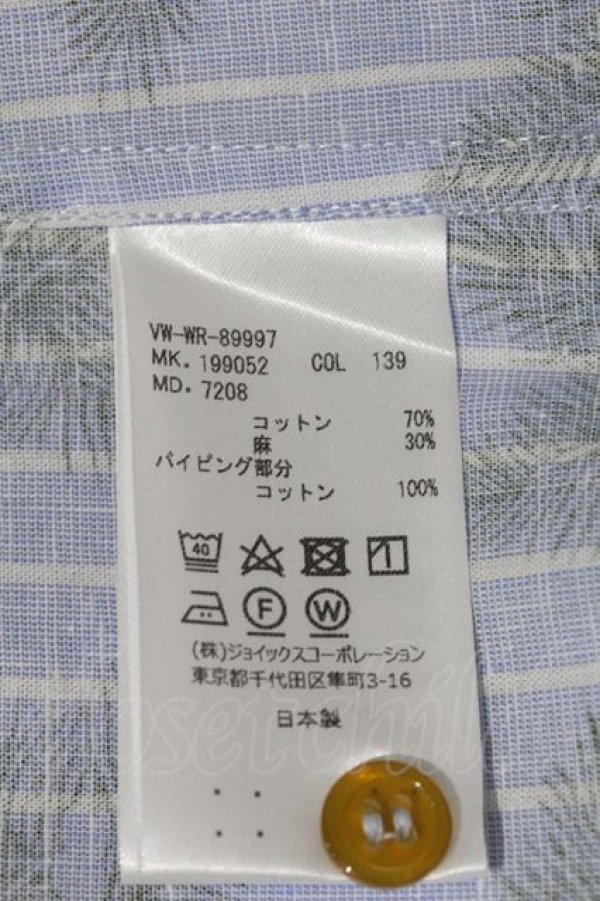 VW-WR-89997
MK. 199052 COL 139
MD. 7208
コットン 70%
麻 30%
パイピング部分
コットン 100%
40
F W
(株)ジョイックスコーポレーション
東京都千代田区隼町3-16
日本製
closet child